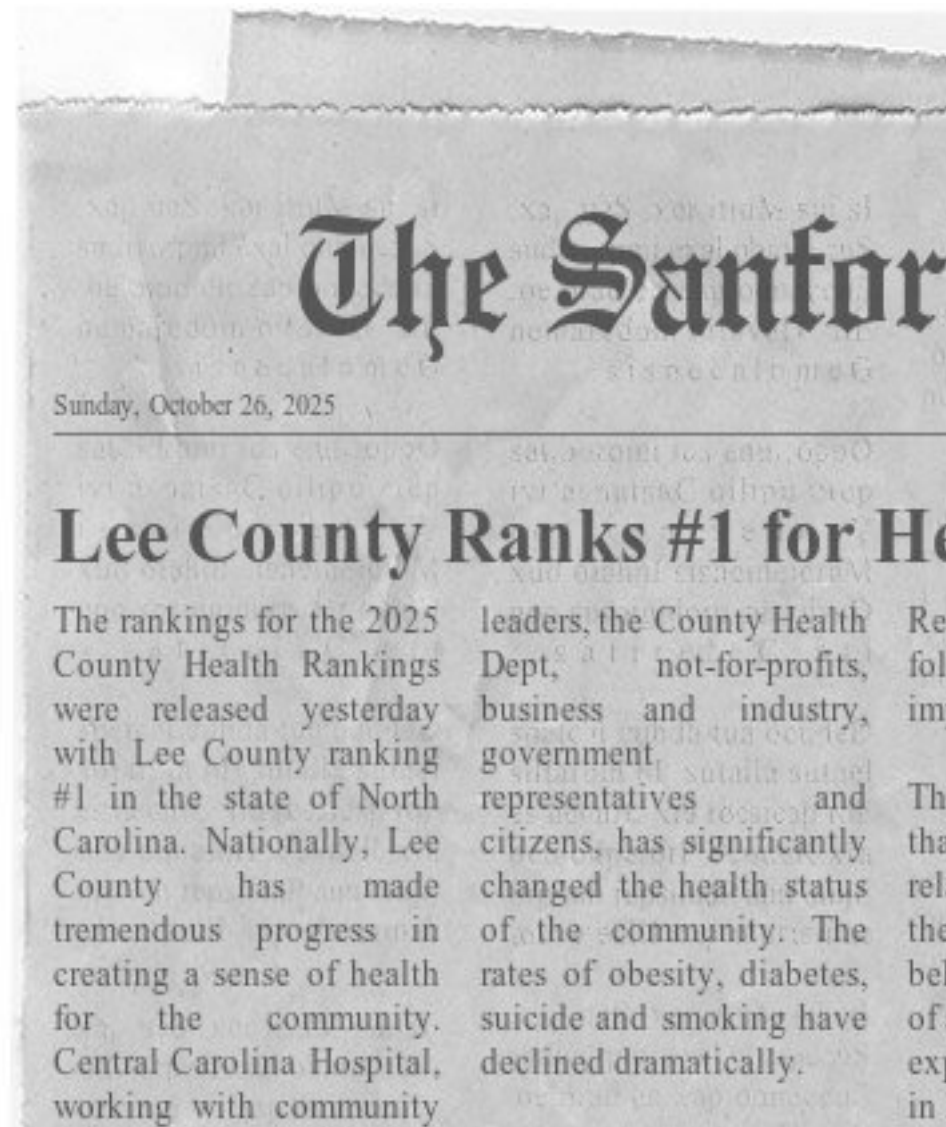 The Sanfor
Sunday, October 26, 2025
Lee County Ranks #1 for He
The rankings for the 2025
County Health Rankings
were released yesterday
with Lee County ranking
#1 in the state of North
Carolina. Nationally, Lee
County has made
tremendous progress in
creating a sense of health
for the community.
Central Carolina Hospital,
working with community
leaders, the County Health
Dept, not-for-profits,
business and industry,
government
representatives and
citizens, has significantly
changed the health status
of the community. The
rates of obesity, diabetes,
suicide and smoking have
declined dramatically.
Re
fol
im
Th
tha
rel
the
bel
of
exp
in